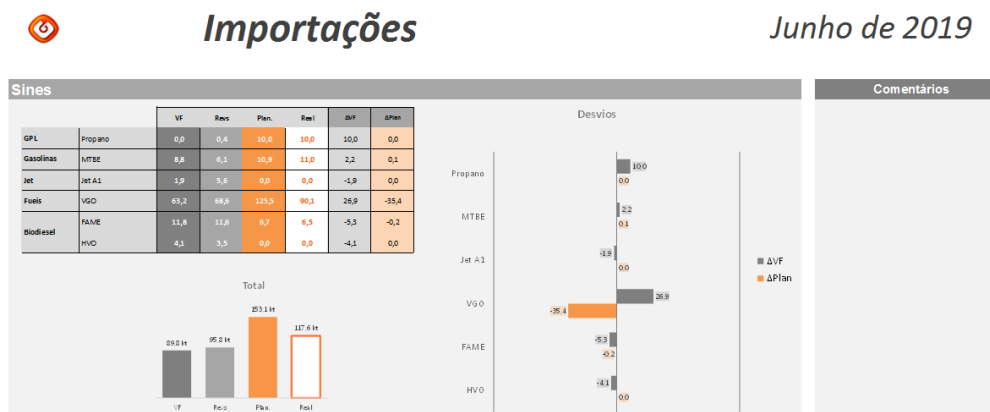 Importações
Junho de 2019
Sines
Comentários
VF Revs Plan. Real ΔVF ΔPlan
GPL Propano 0,0 0,4 10,0 10,0 10,0 0,0
Gasolinas MTBE 8,8 6,1 10,9 11,0 2,2 0,1
Jet Jet A1 1,9 5,6 0,0 0,0 -1,9 0,0
Fueis VGO 63,2 68,6 125,5 90,1 26,9 -35,4
Biodiesel
FAME 11,8 11,6 6,7 6,5 -5,3 -0,2
HVO 4,1 3,5 0,0 0,0 -4,1 0,0
Total
89,8 kt
95,8 kt
153,1 kt
117,6 kt
VF Revs Plan. Real
Desvios
Propano
10,0
0,0
MTBE
2,2
0,1
Jet A1
-1,9
0,0
VGO
26,9
-35,4
FAME
-5,3
-0,2
HVO
-4,1
0,0
ΔVF
ΔPlan